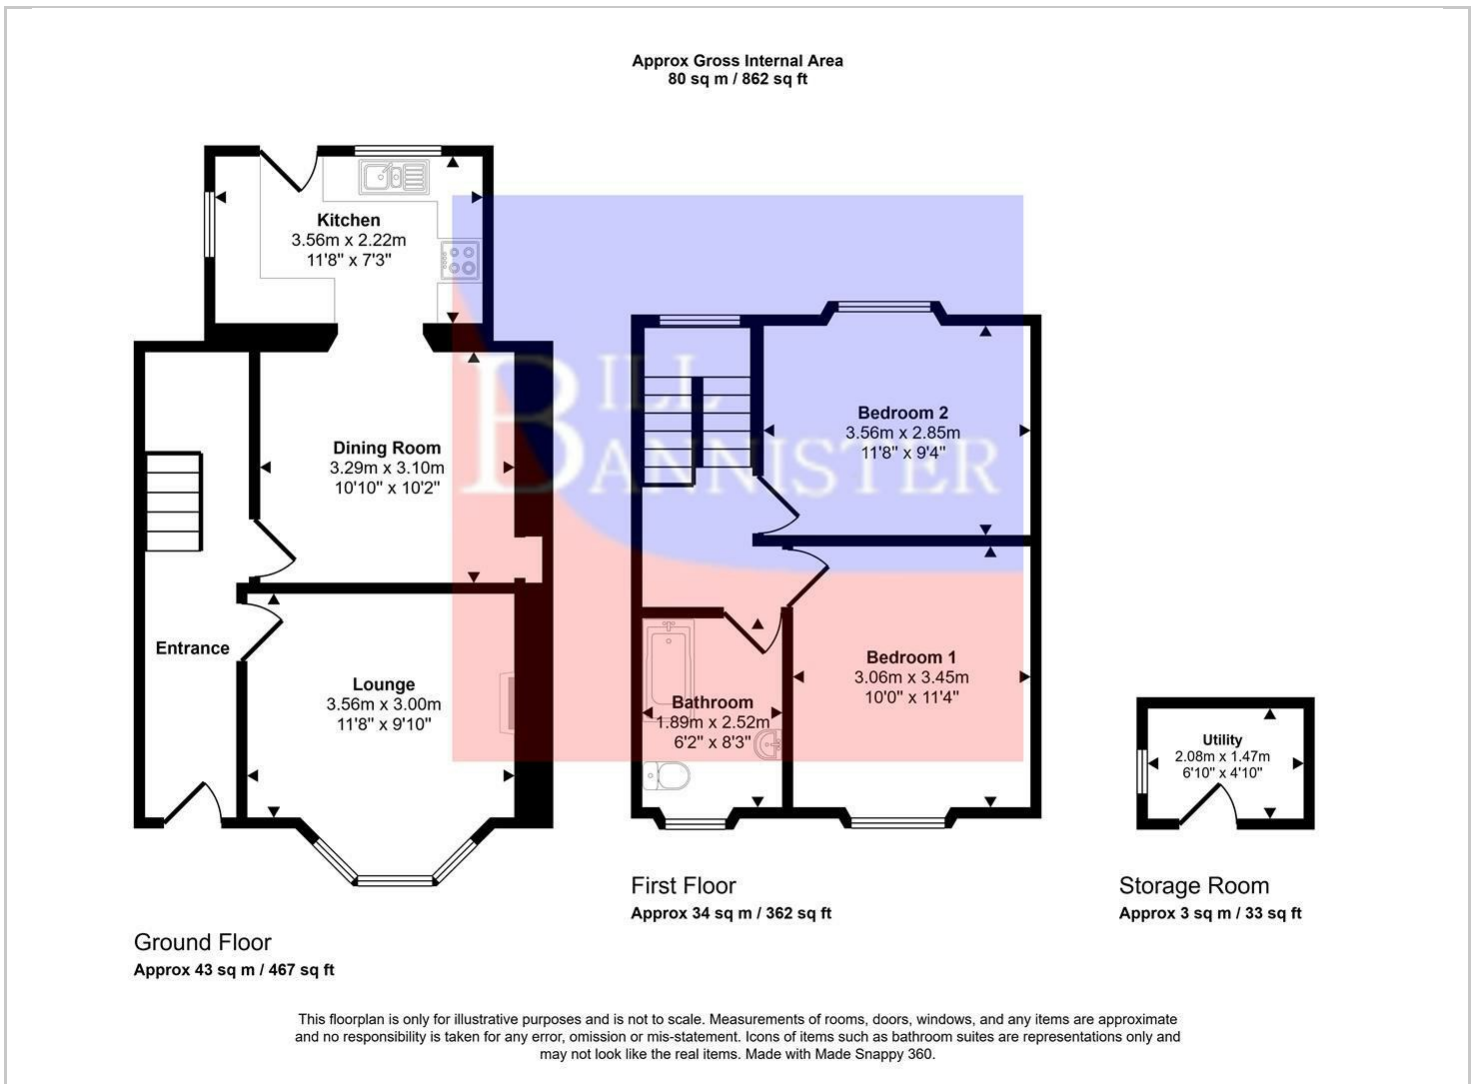 Approx Gross Internal Area
80 sq m / 862 sq ft
Kitchen
3.56m x 2.22m
11'8" x 7'3"
Dining Room
3.29m x 3.10m
10'10" x 10'2"
Entrance
Lounge
3.56m x 3.00m
11'8" x 9'10"
Ground Floor
Approx 43 sq m / 467 sq ft
BILL
BANNISTER
Bedroom 2
3.56m x 2.85m
11'8" x 9'4"
Bedroom 1
3.06m x 3.45m
10'0" x 11'4"
Bathroom
1.89m x 2.52m
6'2" x 8'3"
First Floor
Approx 34 sq m / 362 sq ft
Utility
2.08m x 1.47m
6'10" x 4'10"
Storage Room
Approx 3 sq m / 33 sq ft
This floorplan is only for illustrative purposes and is not to scale. Measurements of rooms, doors, windows, and any items are approximate
and no responsibility is taken for any error, omission or mis-statement. Icons of items such as bathroom suites are representations only and
may not look like the real items. Made with Made Snappy 360.